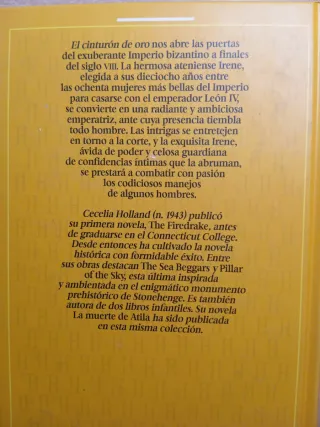 El cinturón de oro nos abre las puertas
del exuberante Imperio bizantino a finales
del siglo VIII. La hermosa ateniense Irene,
elegida a sus dieciocho años entre
las ochenta mujeres más bellas del Imperio
para casarse con el emperador León IV,
se convierte en una radiante y ambiciosa
emperatriz, ante cuya presencia tiembla
todo hombre. Las intrigas se entretejen
en torno a la corte, y la exquisita Irene,
ávida de poder y celosa guardiana
de confidencias íntimas que la abruman,
se prestará a combatir con pasión
los codiciosos manejos
de algunos hombres.
Cecelia Holland (n. 1943) publicó
su primera novela, The Firedrake, antes
de graduarse en el Connecticut College.
Desde entonces ha cultivado la novela
histórica con formidable éxito. Entre
sus obras destacan The Sea Beggars y Pillar
of the Sky, esta última inspirada
y ambientada en el enigmático monumento
prehistórico de Stonehenge. Es también
autora de dos libros infantiles. Su novela
La muerte de Atila ha sido publicada
en esta misma colección.